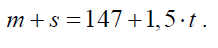 m + s = 147 + 1,5 · t .